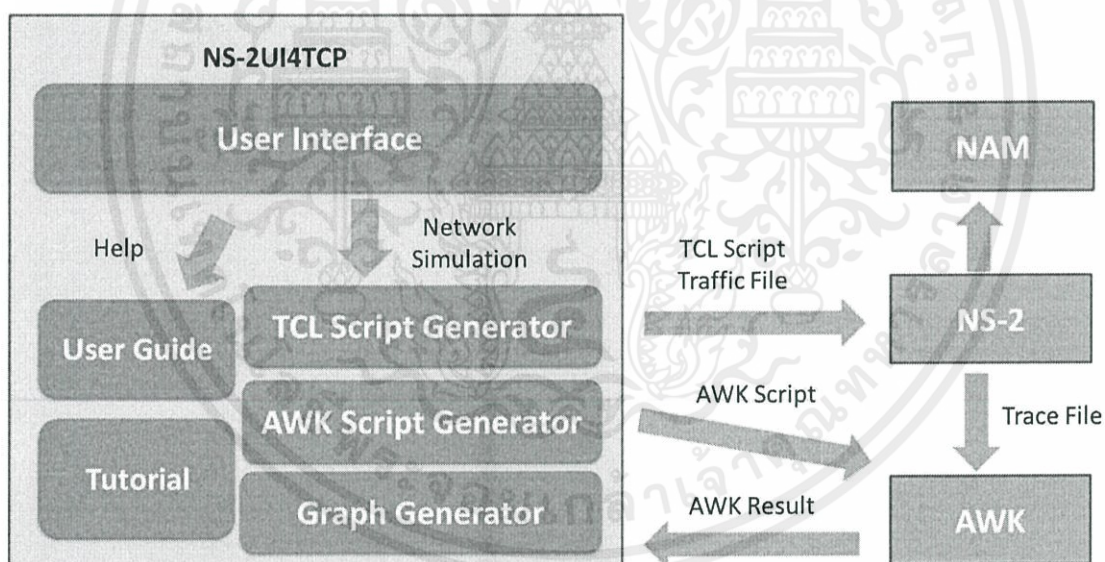 NS-2UI4TCP
User Interface
Help
Network
Simulation
User Guide
Tutorial
TCL Script Generator
AWK Script Generator
Graph Generator
TCL Script
Traffic File
AWK Script
AWK Result
NAM
NS-2
Trace File
AWK